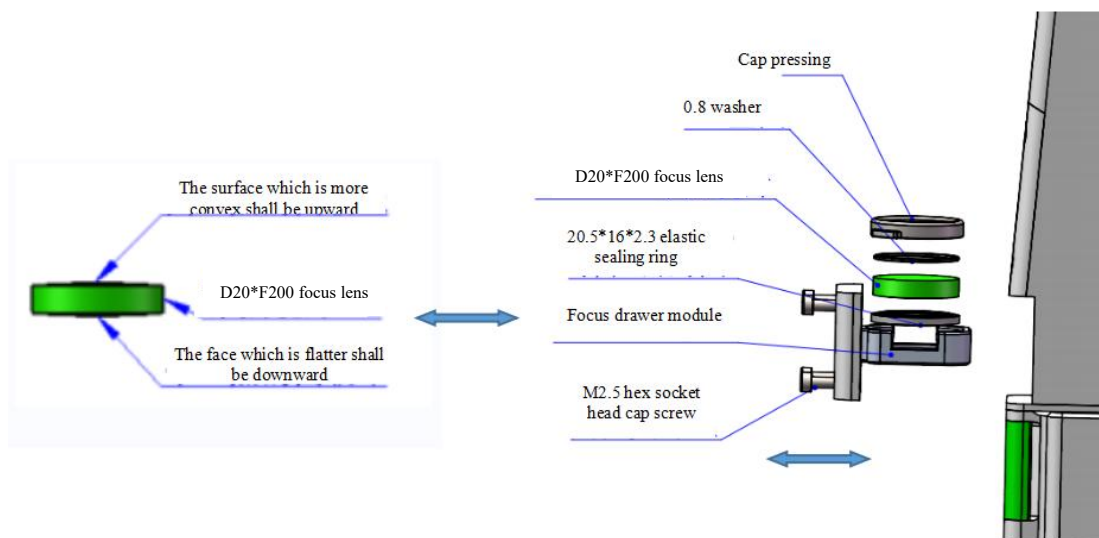 The surface which is more
convex shall be upward
D20*F200 focus lens
The face which is flatter shall
be downward
Cap pressing
0.8 washer
D20*F200 focus lens
20.5*16*2.3 elastic
sealing ring
Focus drawer module
M2.5 hex socket
head cap screw